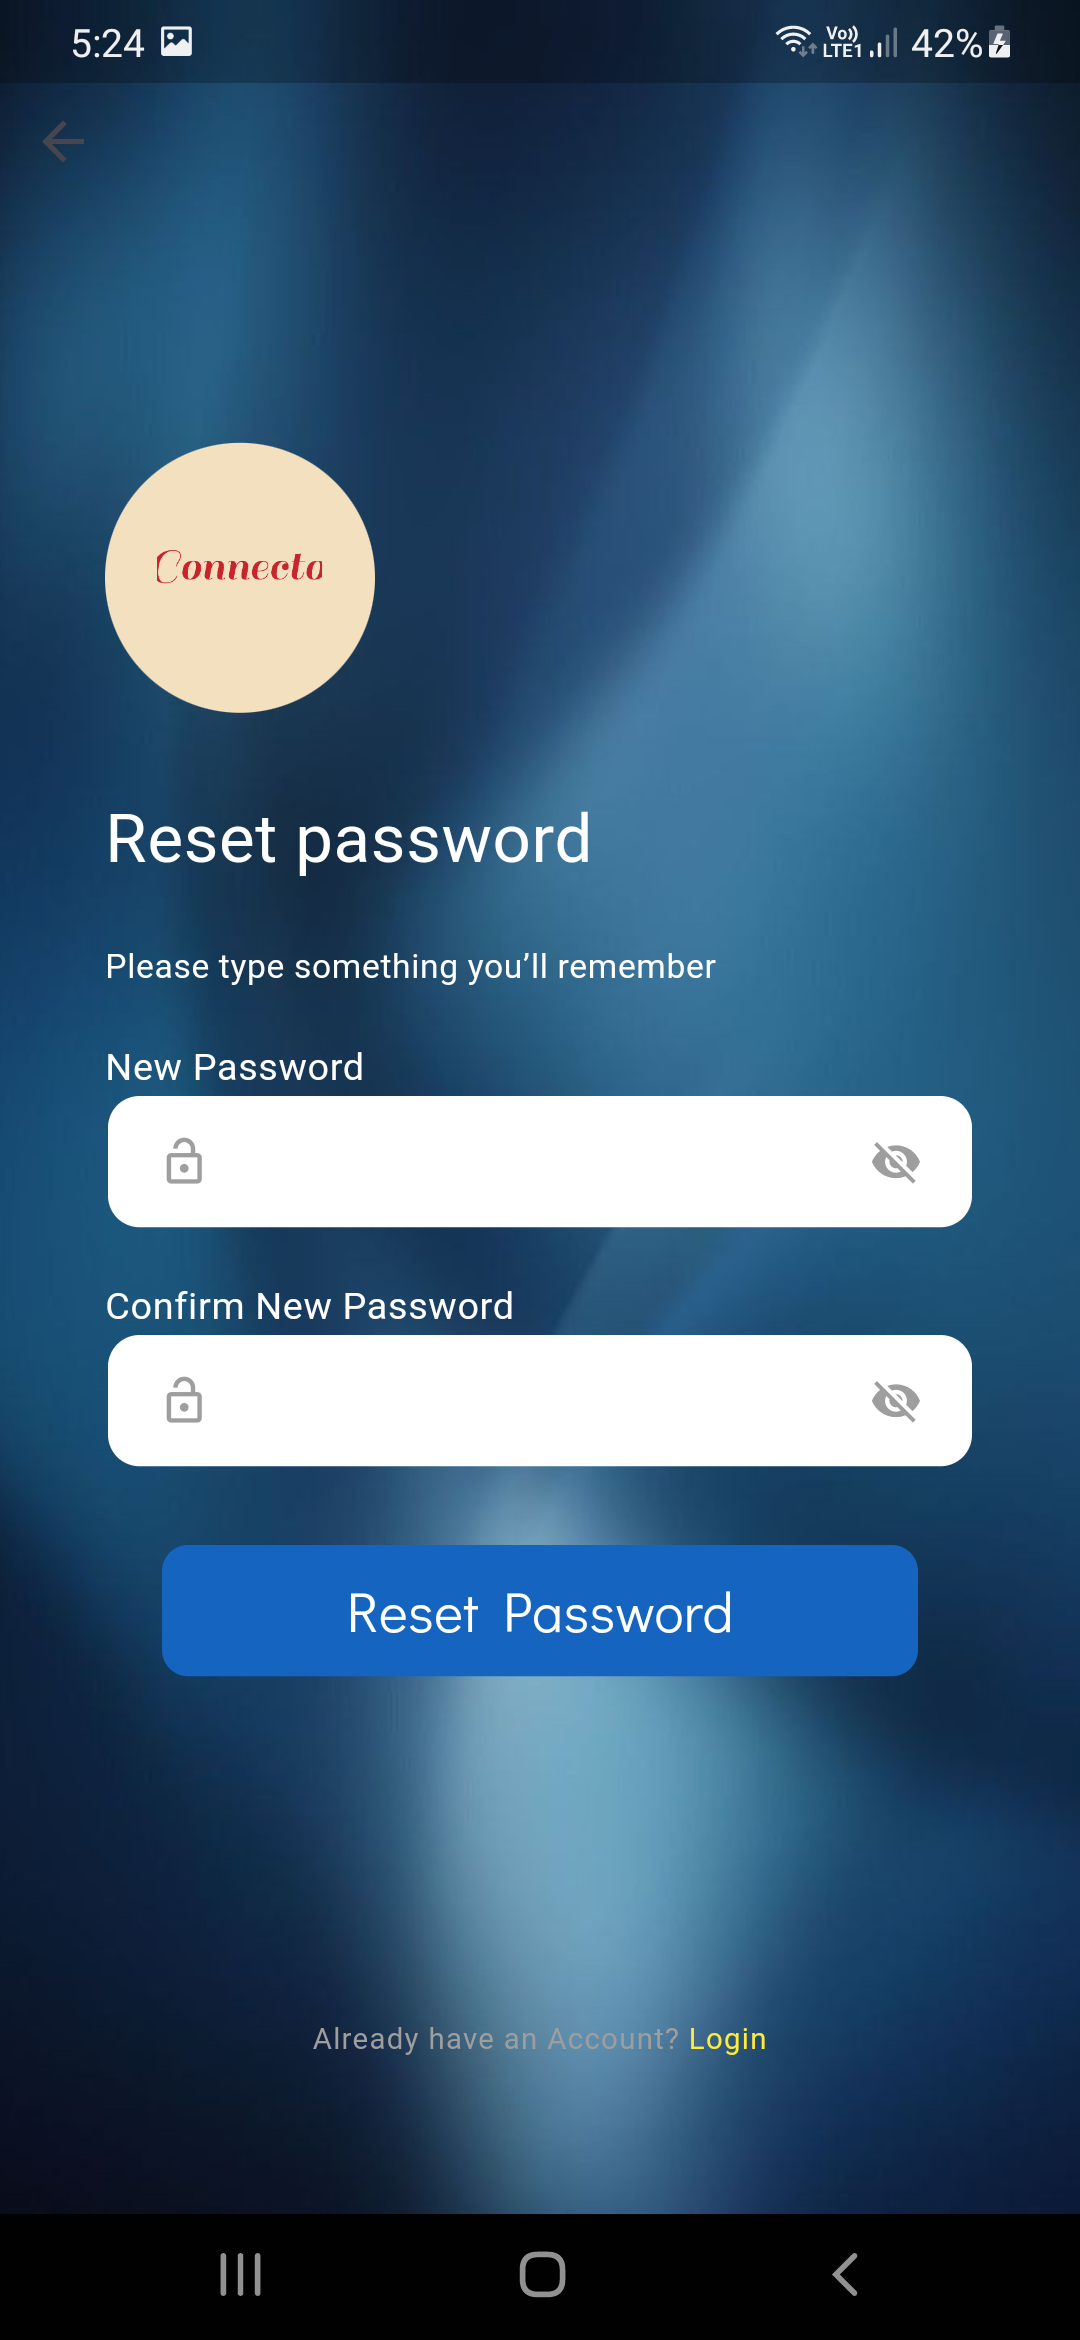 5:24 Vo)) LTE1 42%
Connecta
Reset password
Please type something you’ll remember
New Password
Confirm New Password
Reset Password
Already have an Account? Login